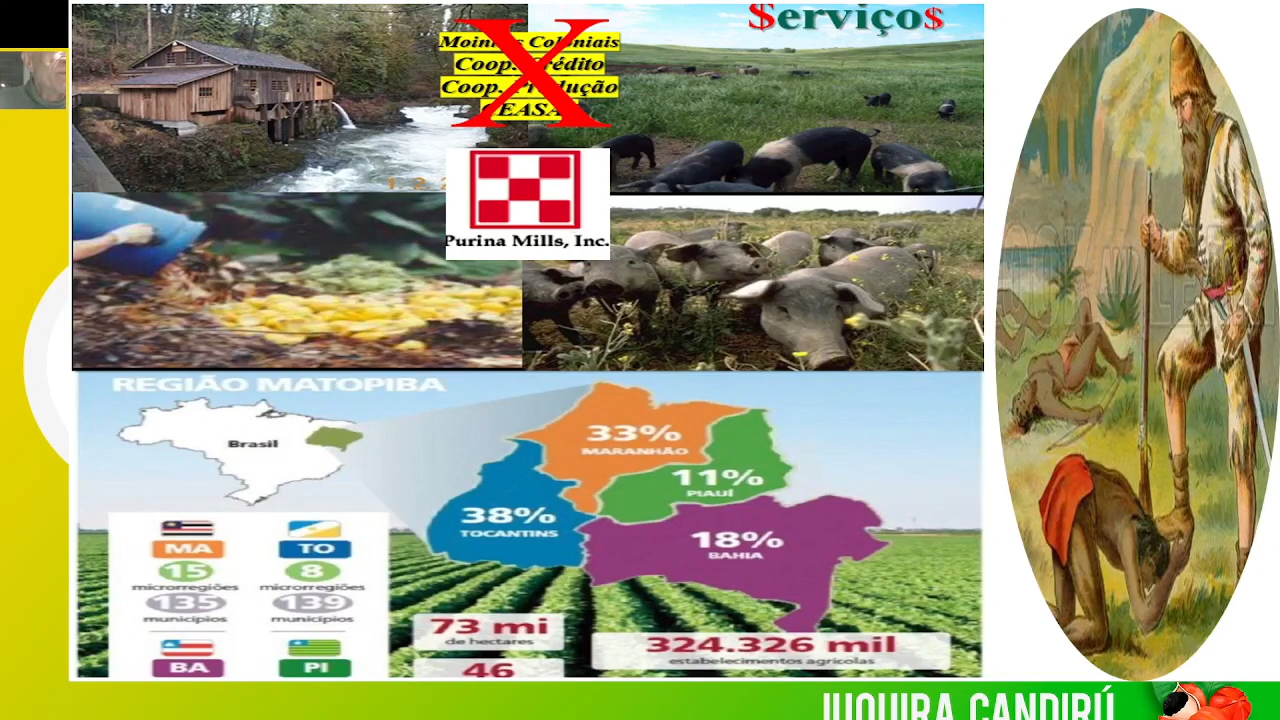 $erviço$
Moinhos Coloniais
Coop. Crédito
Coop. Produção
CEASA
X
Purina Mills, Inc.
REGIÃO MATOPIBA
Brasil
33%
MARANHÃO
11%
PIAUÍ
38%
TOCANTINS
18%
BAHIA
MA
TO
15
8
microrregiões
microrregiões
135
139
municípios
municípios
BA
PI
73 mi
de hectares
46
324.326 mil
estabelecimentos agrícolas
JUQUIRA CANDIRÚ